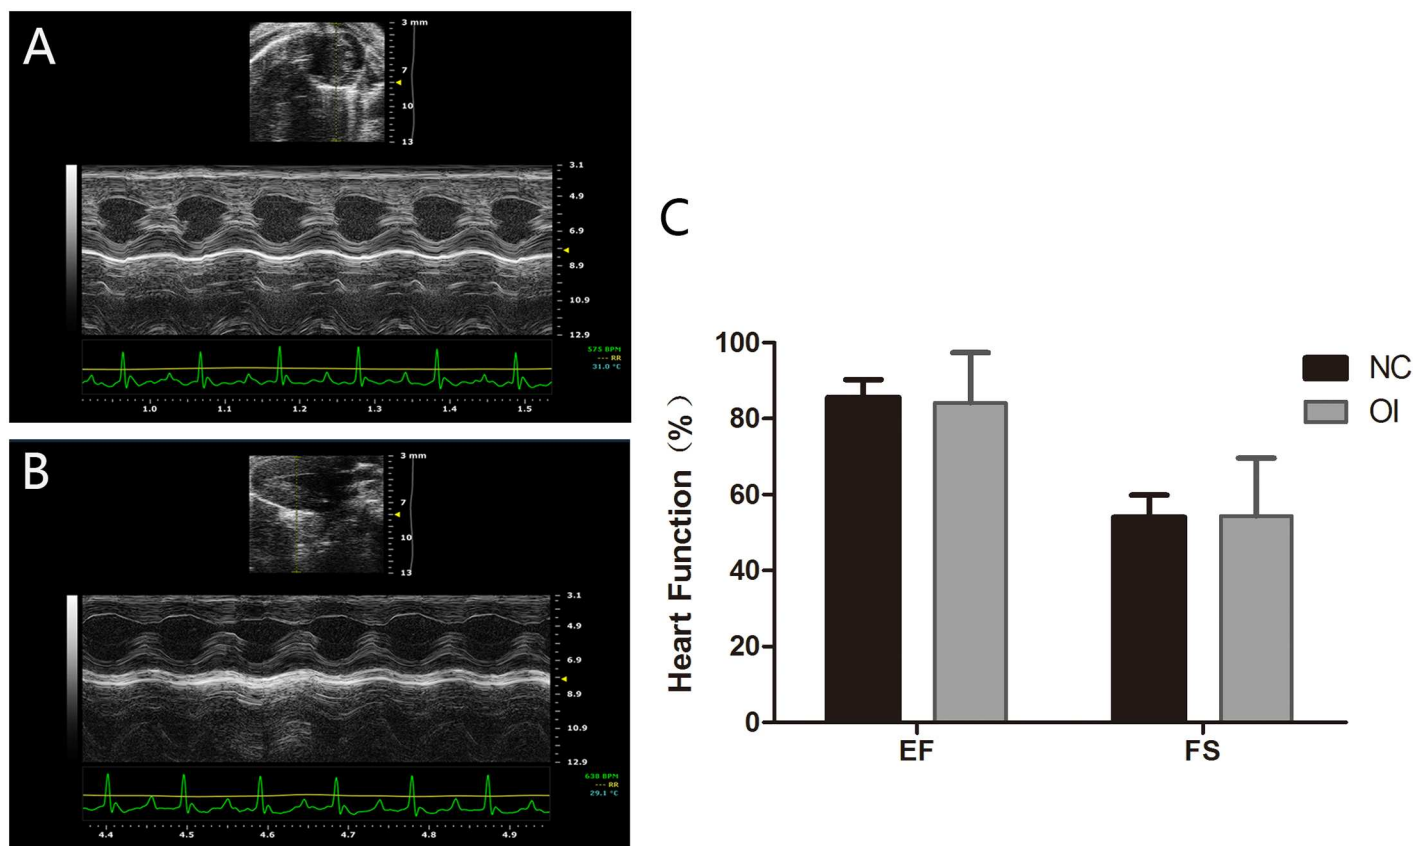 A
3 mm
7
10
13
3.1
4.9
6.9
8.9
10.9
12.9
575 BPM
--- RR
31.0 °C
1.0 1.1 1.2 1.3 1.4 1.5
B
3 mm
7
10
13
3.1
4.9
6.9
8.9
10.9
12.9
638 BPM
--- RR
29.1 °C
4.4 4.5 4.6 4.7 4.8 4.9
C
Heart Function (%)
100
80
60
40
20
0
EF FS
NC
OI